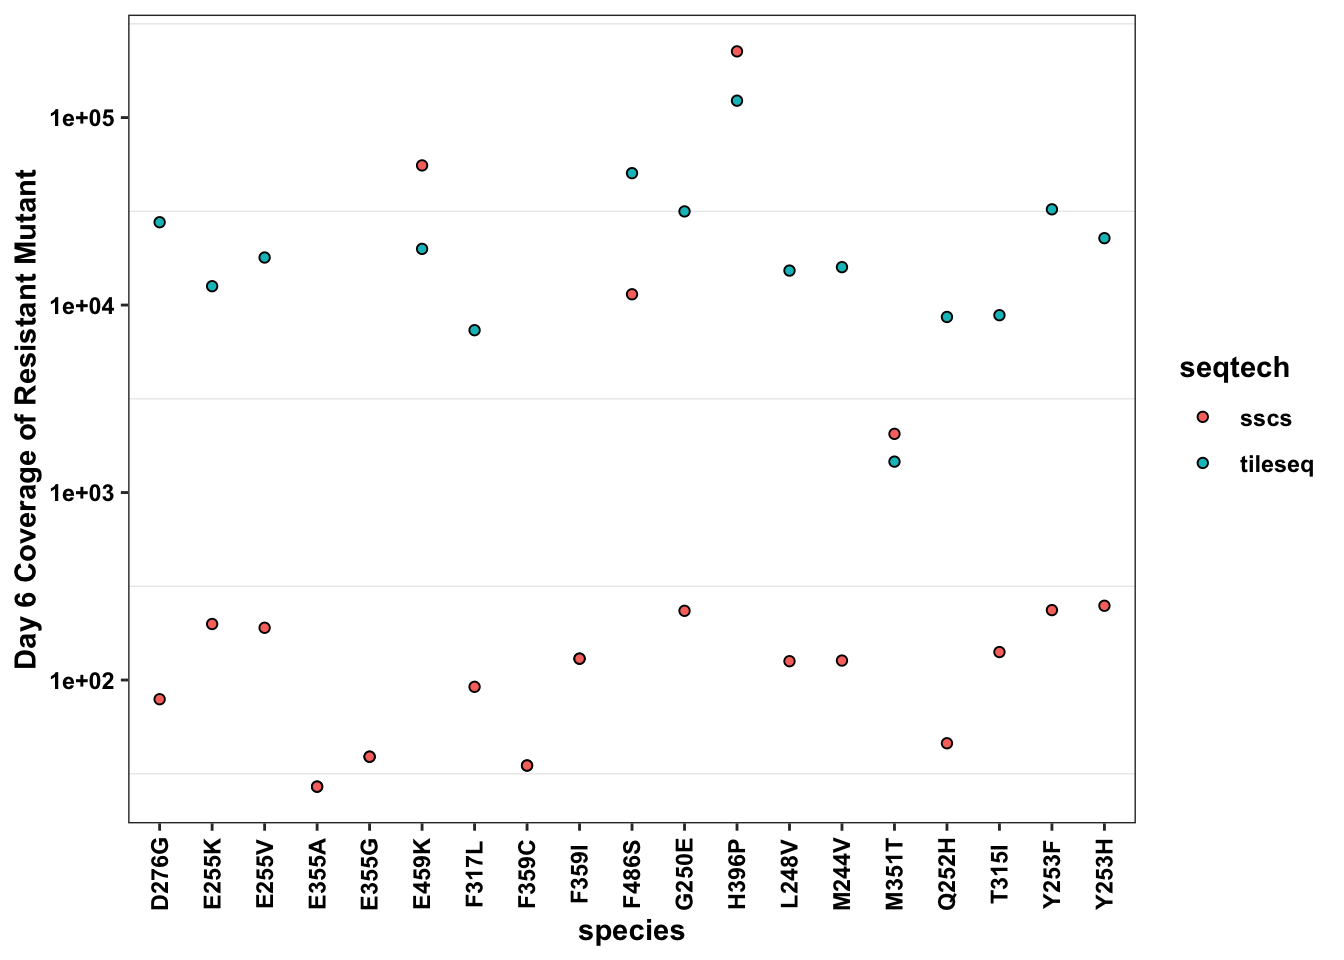 Day 6 Coverage of Resistant Mutant
1e+05
1e+04
1e+03
1e+02
D276G
E255K
E255V
E355A
E355G
E459K
F317L
F359C
F359I
F486S
G250E
H396P
L248V
M244V
M351T
Q252H
T315I
Y253F
Y253H
species
seqtech
sscs
tileseq